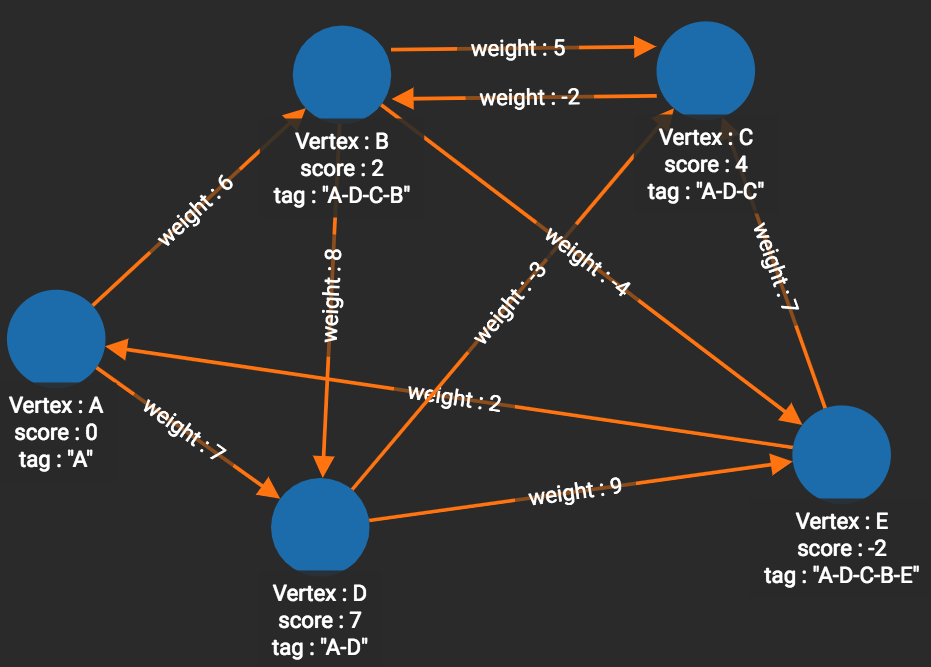 weight : 5
weight : -2
Vertex : B
score : 2
tag : "A-D-C-B"
Vertex : C
score : 4
tag : "A-D-C"
weight : 6
weight : 8
weight : -3
weight : -4
weight : 7
Vertex : A
score : 0
tag : "A"
weight : 2
weight : 7
weight : 9
Vertex : E
score : -2
tag : "A-D-C-B-E"
Vertex : D
score : 7
tag : "A-D"